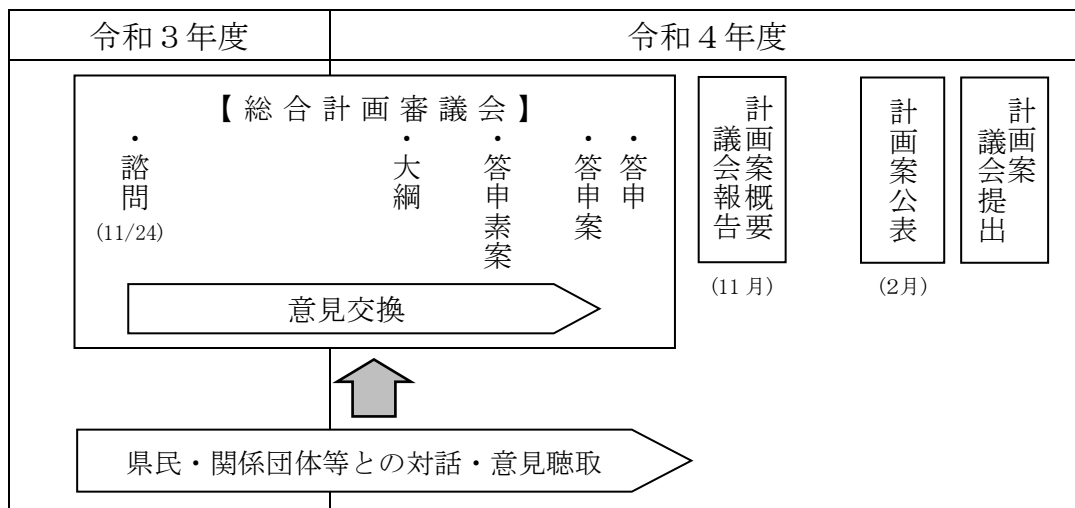 令和３年度
令和４年度
【総合計画審議会】
・諮問
(11/24)
・大綱
・答申素案
・答申案
・答申
意見交換
計画案概要
議会報告
(11月)
計画案公表
(2月)
計画案
議会提出
県民・関係団体等との対話・意見聴取